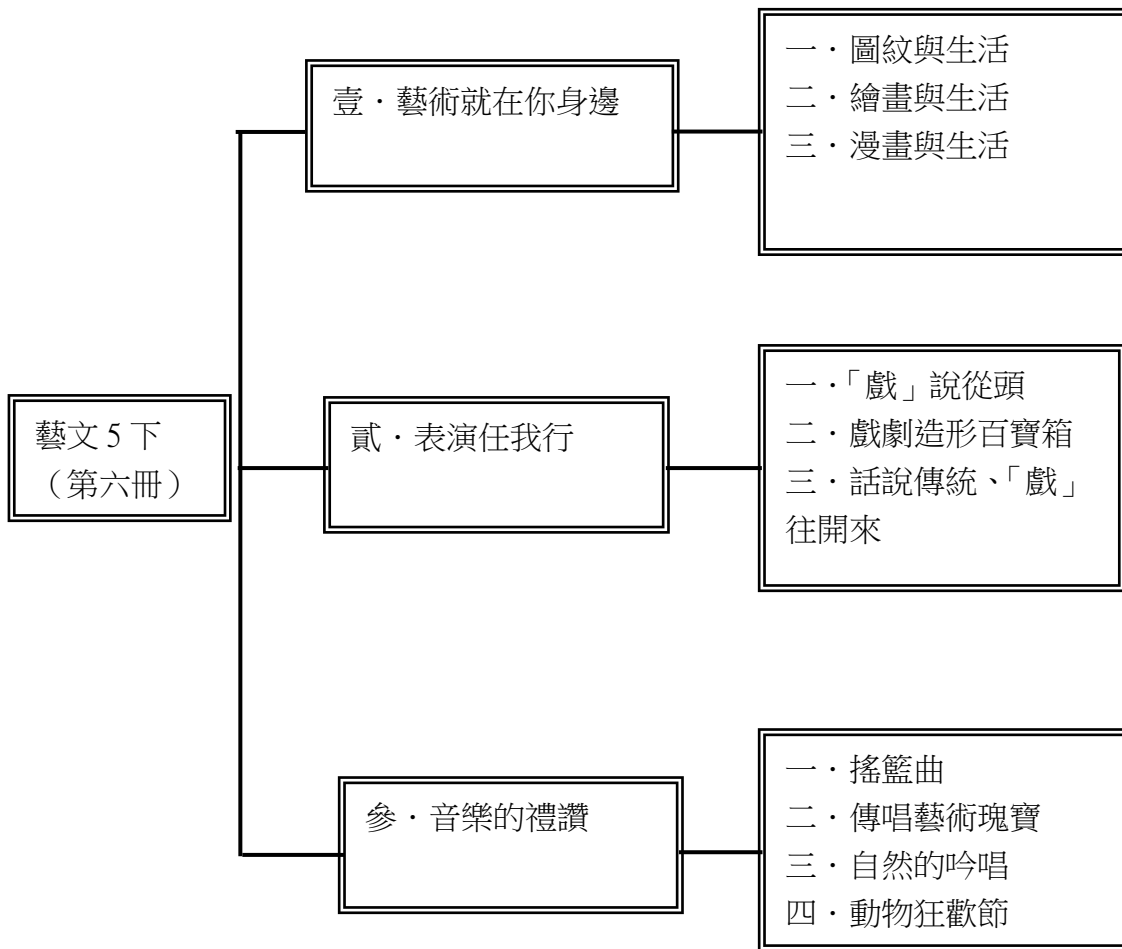 藝文 5 下
（第六冊）
壹．藝術就在你身邊
一．圖紋與生活
二．繪畫與生活
三．漫畫與生活
貳．表演任我行
一．「戲」說從頭
二．戲劇造形百寶箱
三．話說傳統、「戲」
往開來
參．音樂的禮讚
一．搖籃曲
二．傳唱藝術瑰寶
三．自然的吟唱
四．動物狂歡節